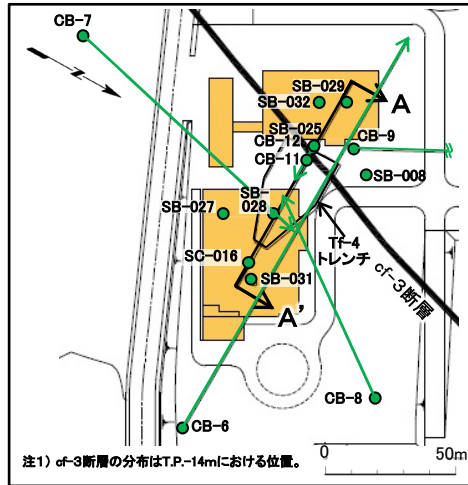 CB-7
N
SB-029
SB-032
A
SB-025
CB-12
CB-9
CB-11
SB-008
SB-
028
SB-027
Tf-4
トレンチ
SC-016
cf-3断層
SB-031
A'
CB-8
CB-6
注1) cf-3断層の分布はT.P.-14mにおける位置。
0
50m